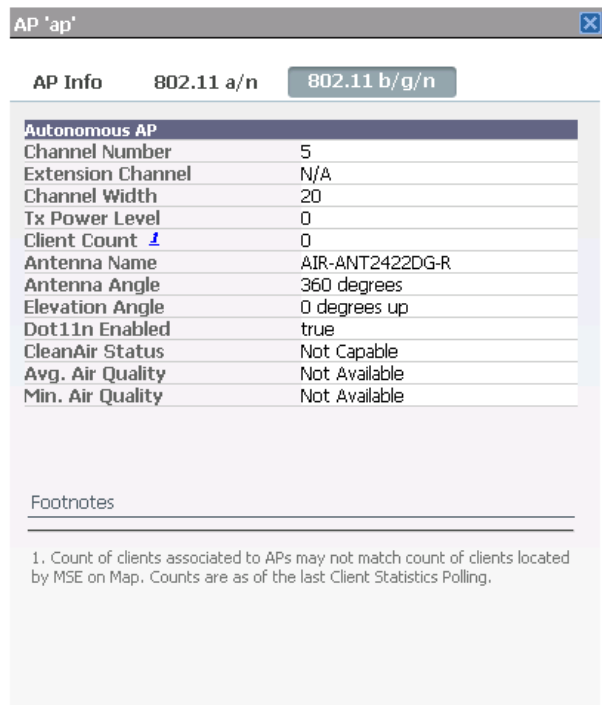 AP 'ap'
AP Info 802.11 a/n 802.11 b/g/n
Autonomous AP
Channel Number 5
Extension Channel N/A
Channel Width 20
Tx Power Level 0
Client Count 1 0
Antenna Name AIR-ANT2422DG-R
Antenna Angle 360 degrees
Elevation Angle 0 degrees up
Dot11n Enabled true
CleanAir Status Not Capable
Avg. Air Quality Not Available
Min. Air Quality Not Available
Footnotes
1. Count of clients associated to APs may not match count of clients located
by MSE on Map. Counts are as of the last Client Statistics Polling.